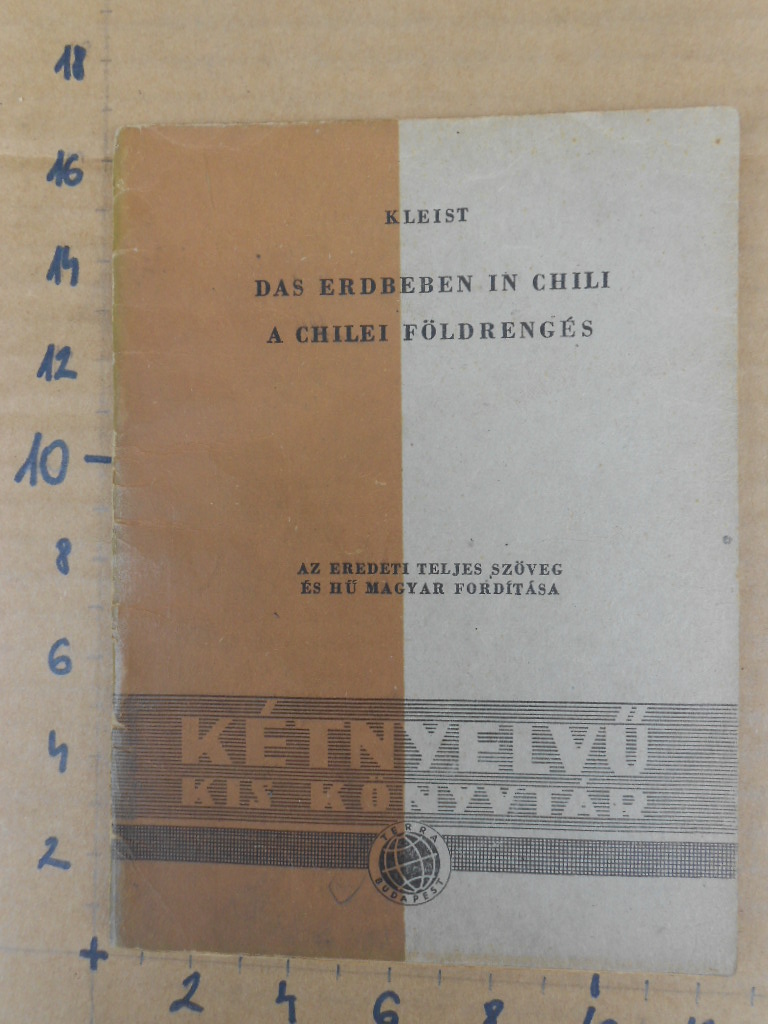 18
16
14
12
10
8
6
4
2
KLEIST
DAS ERDBEBEN IN CHILI
A CHILEI FÖLDRENGÉS
AZ EREDETI TELJES SZÖVEG
ÉS HŰ MAGYAR FORDÍTÁSA
KÉTNYELVŰ
KIS KÖNYVTÁR
TERRA
BUDAPEST
2 4 6 8 10